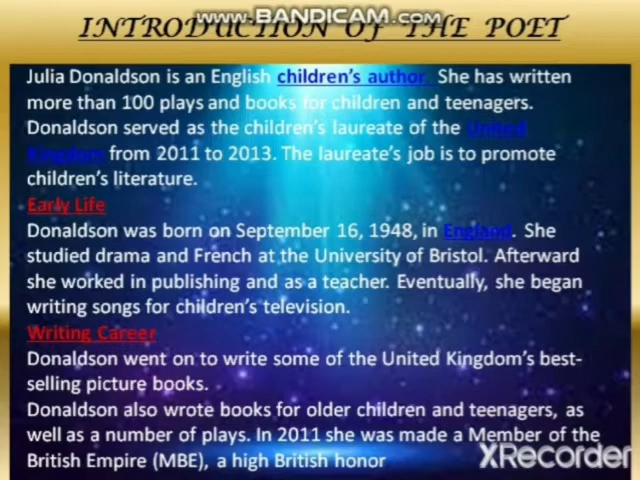 www.BANDICAM.com
INTRODUCTION OF THE POET
Julia Donaldson is an English children's author. She has written
more than 100 plays and books for children and teenagers.
Donaldson served as the children's laureate of the United
Kingdom from 2011 to 2013. The laureate's job is to promote
children's literature.
Early Life
Donaldson was born on September 16, 1948, in England. She
studied drama and French at the University of Bristol. Afterward
she worked in publishing and as a teacher. Eventually, she began
writing songs for children's television.
Writing Career
Donaldson went on to write some of the United Kingdom's best-
selling picture books.
Donaldson also wrote books for older children and teenagers, as
well as a number of plays. In 2011 she was made a Member of the
British Empire (MBE), a high British honor
XRecorder